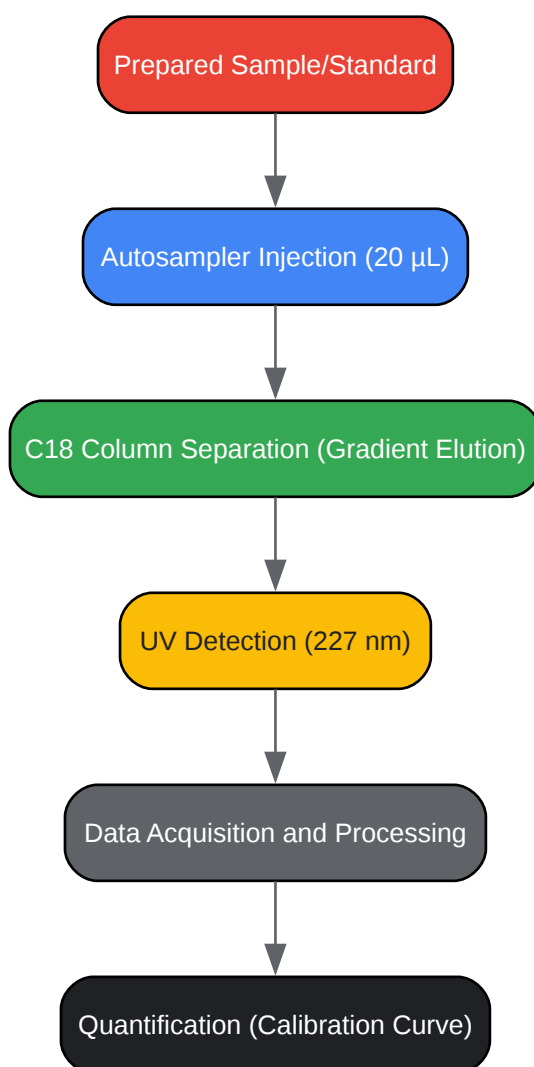 Prepared Sample/Standard
Autosampler Injection (20 µL)
C18 Column Separation (Gradient Elution)
UV Detection (227 nm)
Data Acquisition and Processing
Quantification (Calibration Curve)